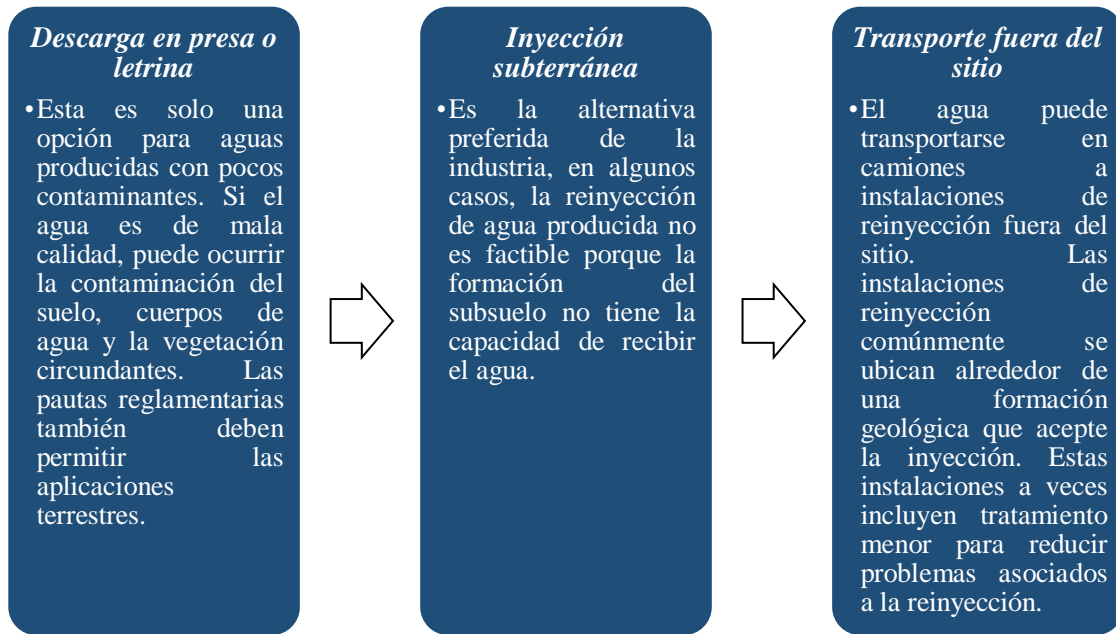 Descarga en presa o
letrina
•Esta es solo una
opción para aguas
producidas con pocos
contaminantes. Si el
agua es de mala
calidad, puede ocurrir
la contaminación del
suelo, cuerpos de
agua y la vegetación
circundantes. Las
pautas reglamentarias
también deben
permitir las
aplicaciones
terrestres.
Inyección
subterránea
•Es la alternativa
preferida de la
industria, en algunos
casos, la reinyección
de agua producida no
es factible porque la
formación del
subsuelo no tiene la
capacidad de recibir
el agua.
Transporte fuera del
sitio
•El agua puede
transportarse en
camiones a
instalaciones de
reinyección fuera del
sitio. Las
instalaciones de
reinyección
comúnmente se
ubican alrededor de
una formación
geológica que acepte
la inyección. Estas
instalaciones a veces
incluyen tratamiento
menor para reducir
problemas asociados
a la reinyección.